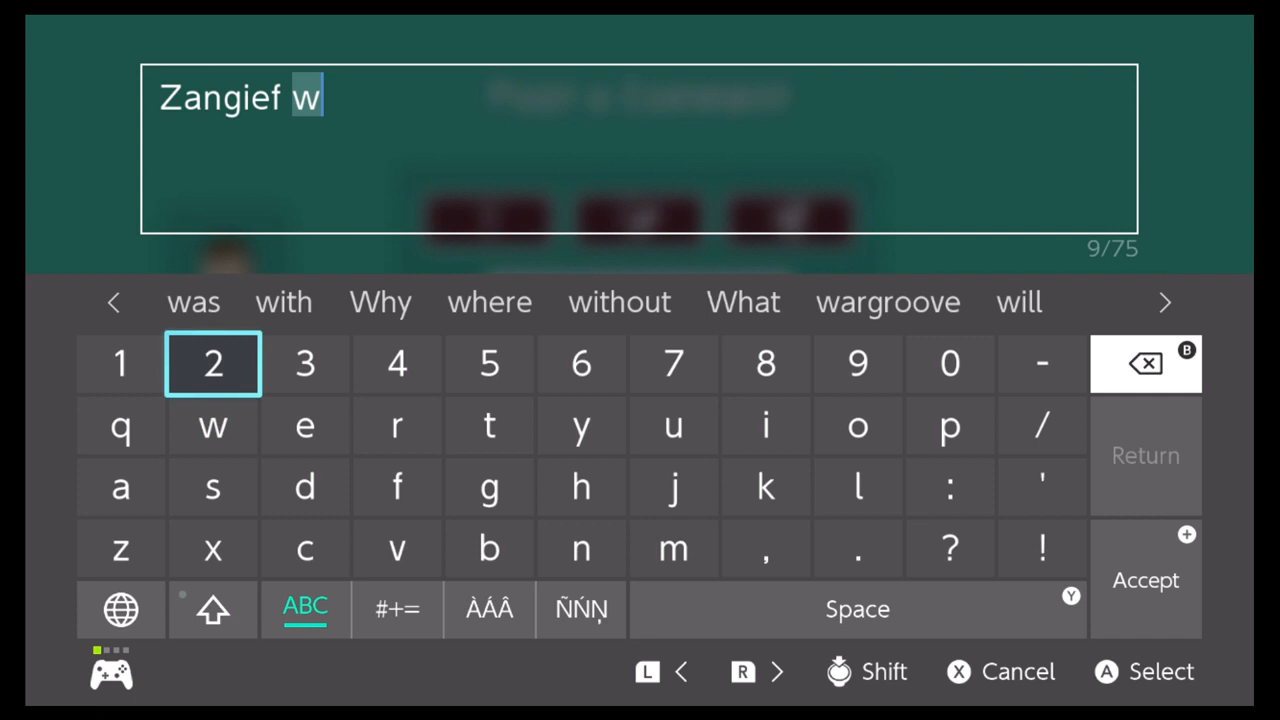 Zangief w
9/75
< was with Why where without What wargroove will >
1 2 3 4 5 6 7 8 9 0 - B
q w e r t y u i o p / Return
a s d f g h j k l : '
z x c v b n m , . ? ! + Accept
ABC #+= ÀÁÂ ÑŃŅ Space Y
L < R > Shift X Cancel A Select